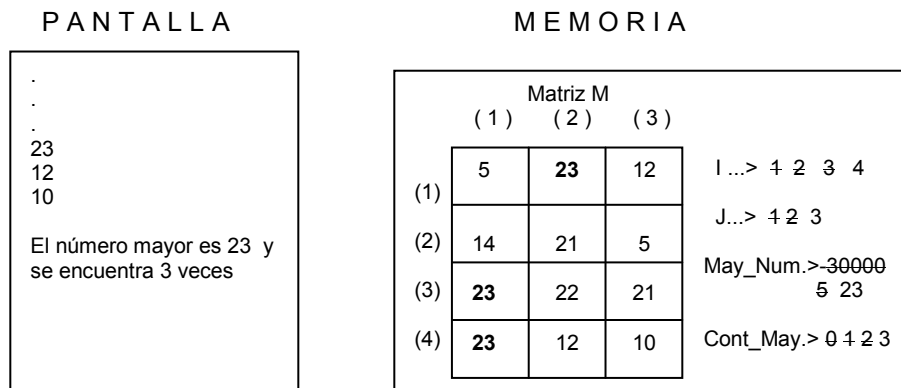 P A N T A L L A
M E M O R I A
.
.
.
23
12
10
El número mayor es 23 y
se encuentra 3 veces
Matriz M
( 1 ) ( 2 ) ( 3 )
(1) 5 23 12
(2) 14 21 5
(3) 23 22 21
(4) 23 12 10
I ...> 1 2 3 4
J...> 1 2 3
May_Num.> -30000
5 23
Cont_May.> 0 1 2 3